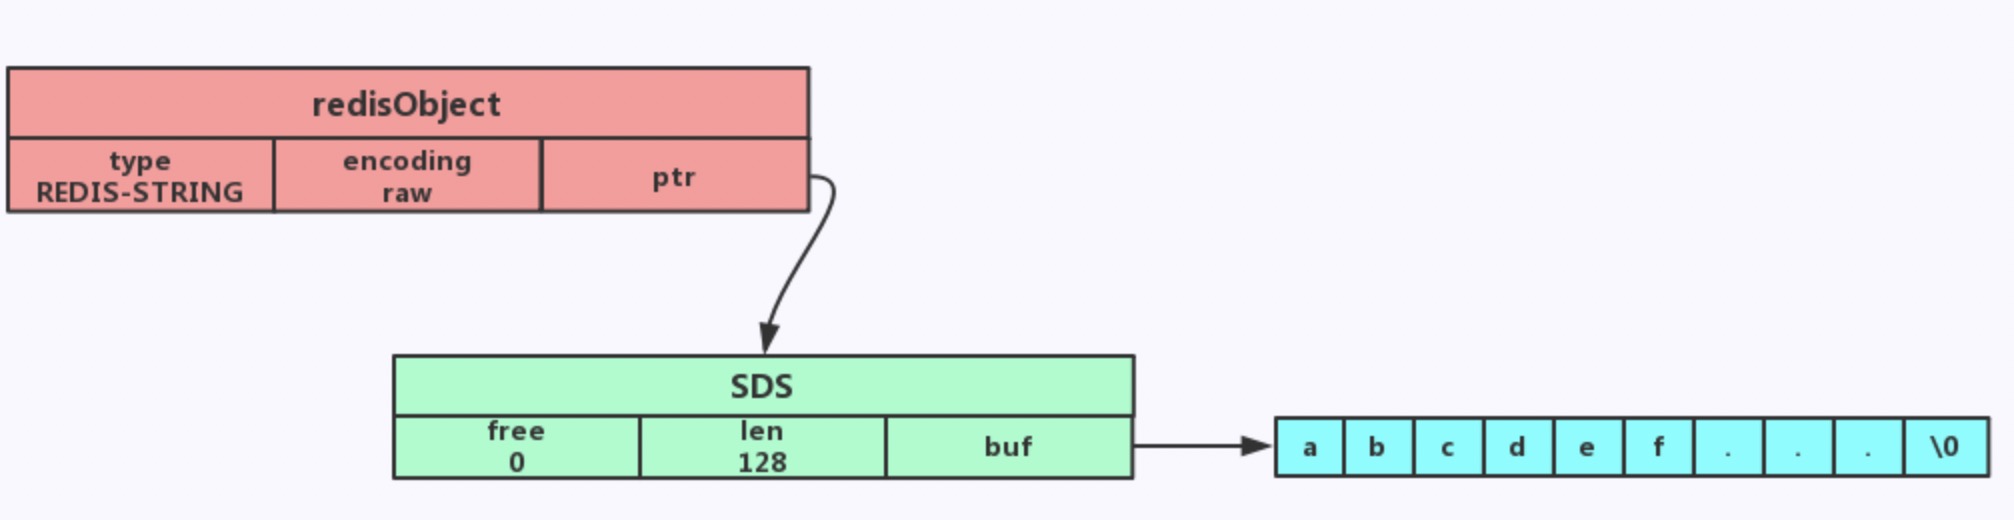 redisObject
type
REDIS-STRING
encoding
raw
ptr
SDS
free
0
len
128
buf
a b c d e f . . . \0